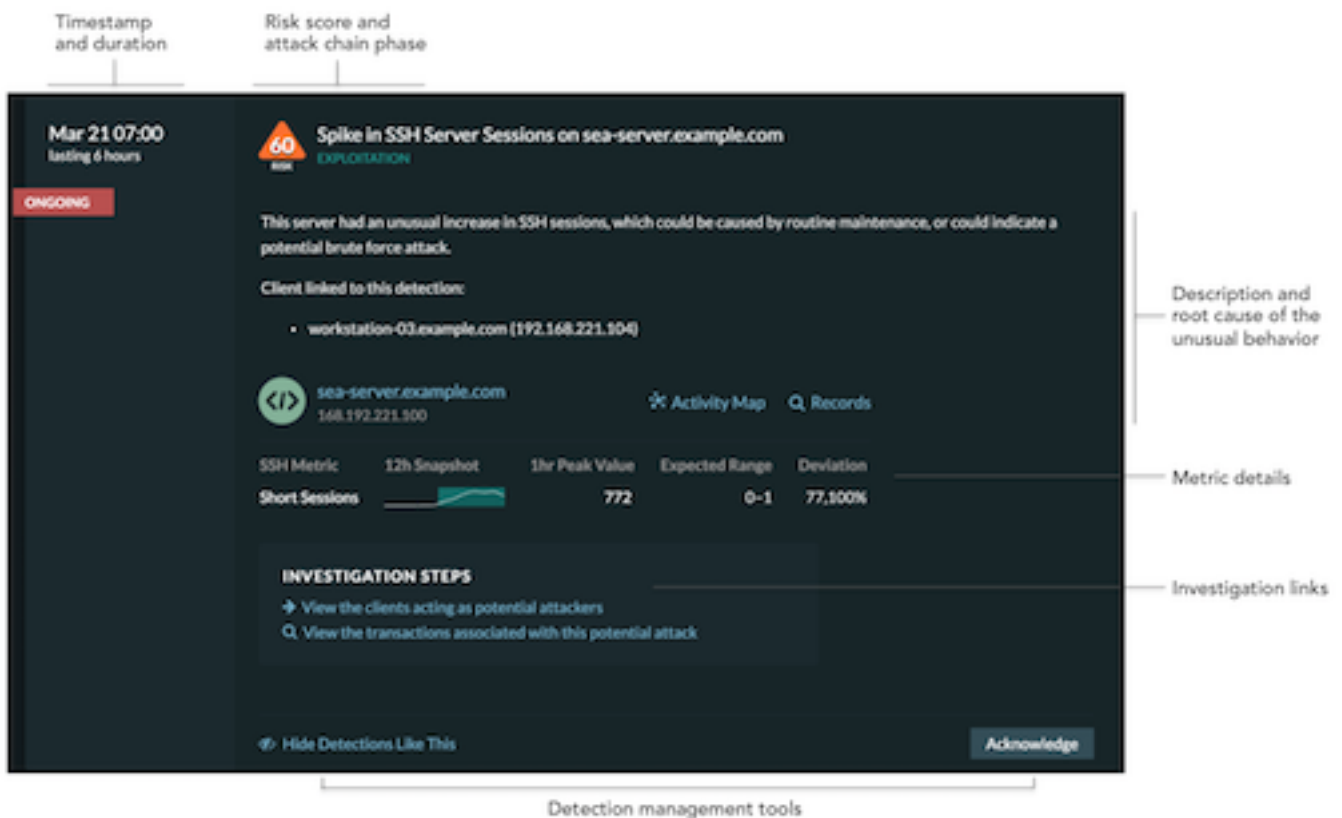 Timestamp
and duration
Risk score and
attack chain phase
Mar 21 07:00
lasting 6 hours
ONGOING
60
RISK
Spike in SSH Server Sessions on sea-server.example.com
EXPLOITATION
This server had an unusual increase in SSH sessions, which could be caused by routine maintenance, or could indicate a
potential brute force attack.
Client linked to this detection:
• workstation-03.example.com (192.168.221.104)
Description and
root cause of the
unusual behavior
</> sea-server.example.com
168.192.221.100
Activity Map Records
SSH Metric 12h Snapshot 1hr Peak Value Expected Range Deviation
Short Sessions 772 0–1 77,100%
Metric details
INVESTIGATION STEPS
View the clients acting as potential attackers
View the transactions associated with this potential attack
Investigation links
Hide Detections Like This
Acknowledge
Detection management tools